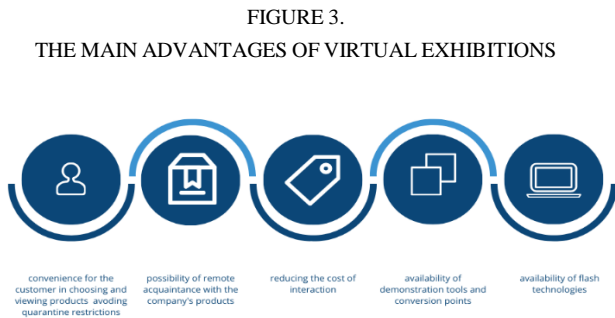 FIGURE 3.
THE MAIN ADVANTAGES OF VIRTUAL EXHIBITIONS
convenience for the
customer in choosing and
viewing products avoding
quarantine restrictions
possibility of remote
acquaintance with the
company's products
reducing the cost of
interaction
availability of
demonstration tools and
conversion points
availability of flash
technologies